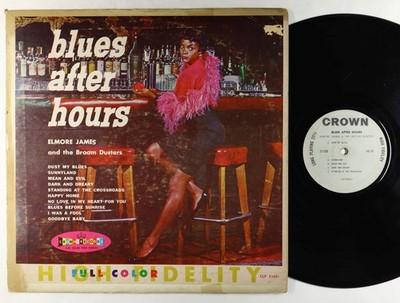 blues
after
hours
ELMORE JAMES
and the Broom Dusters
DUST MY BLUES
SUNNYLAND
MEAN AND EVIL
DARK AND DREARY
STANDING AT THE CROSSROADS
HAPPY HOME
NO LOVE IN MY HEART FOR YOU
BLUES BEFORE SUNRISE
I WAS A FOOL
GOODBYE BABY
CROWN
HIGH FIDELITY
FULL COLOR
CROWN
BLUES AFTER HOURS